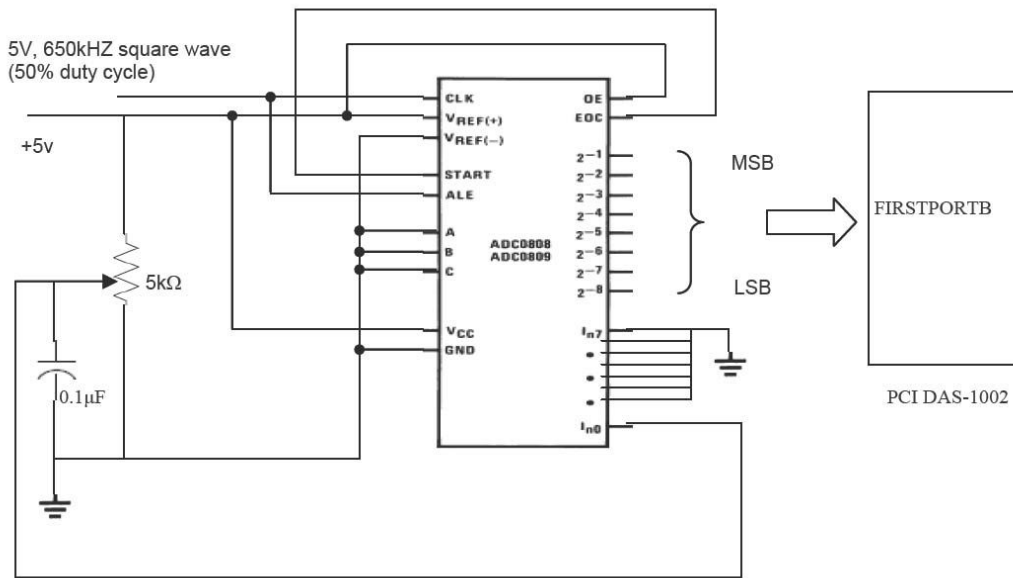 5V, 650kHZ square wave
(50% duty cycle)
+5v
5kΩ
0.1µF
CLK
VREF(+)
VREF(−)
START
ALE
A
B
C
VCC
GND
ADC0808
ADC0809
OE
EOC
2−1
2−2
2−3
2−4
2−5
2−6
2−7
2−8
In7
In0
MSB
LSB
FIRSTPORTB
PCI DAS-1002